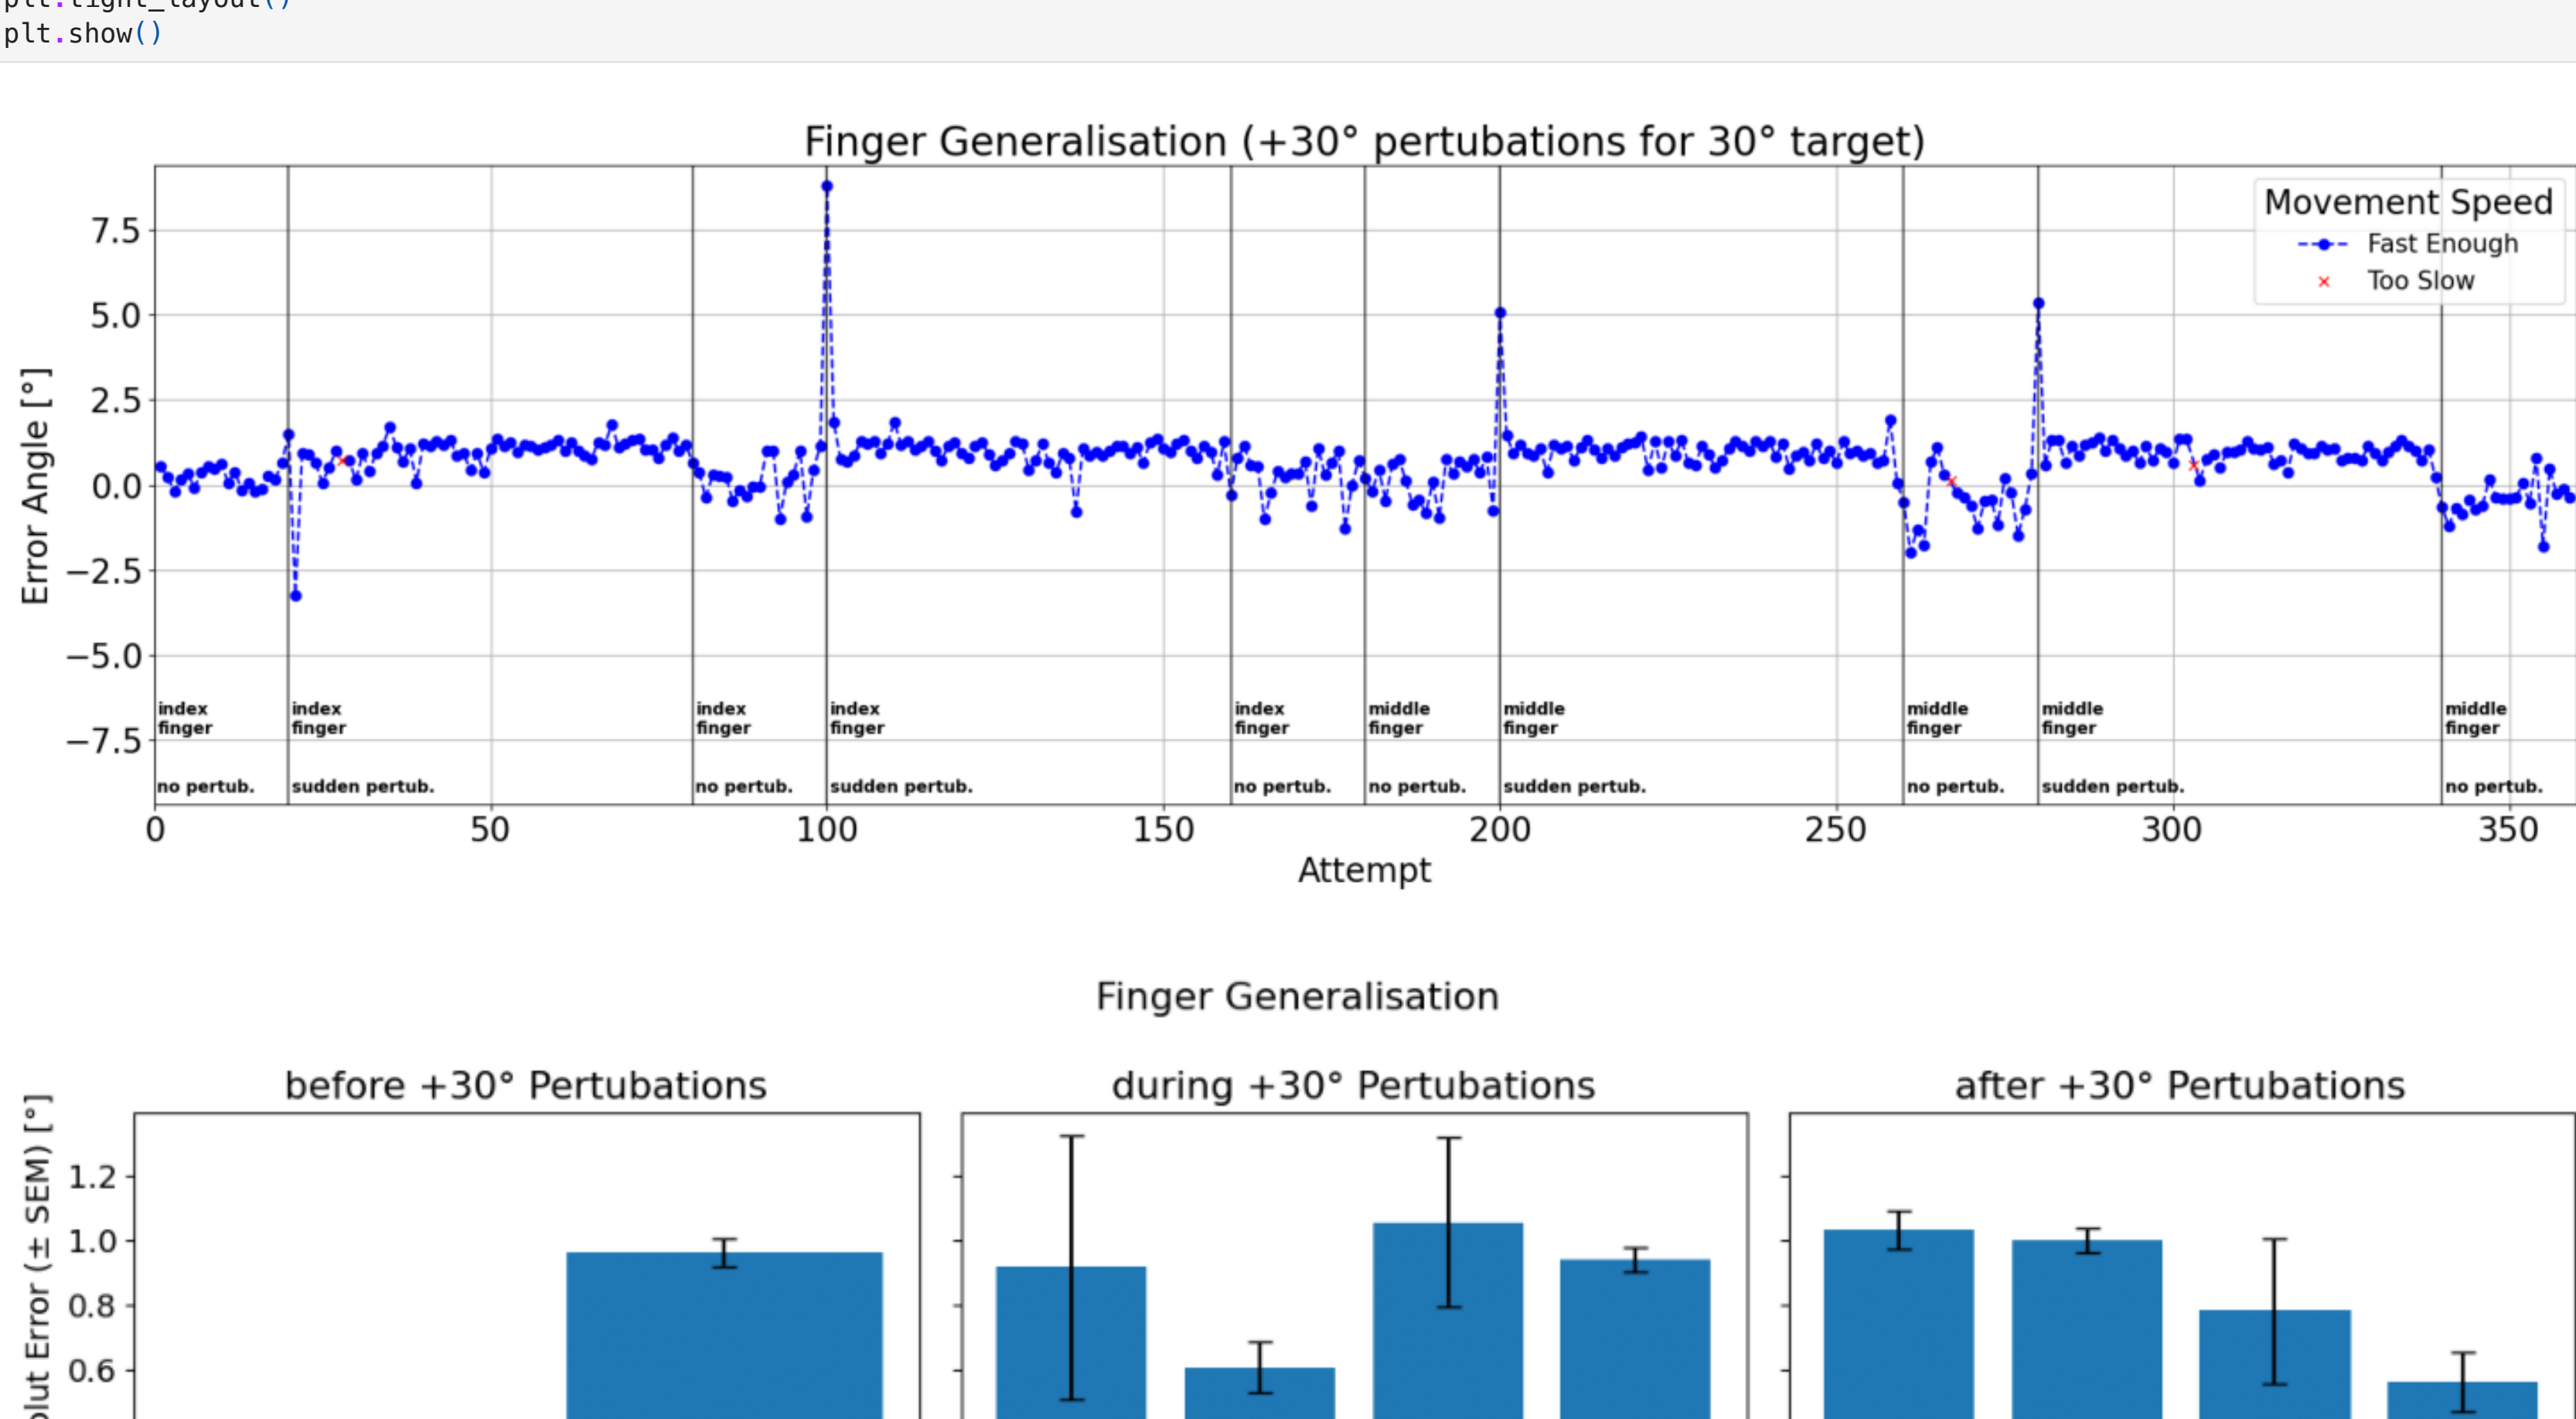 plt.tight_layout()
plt.show()
Finger Generalisation (+30° pertubations for 30° target)
Movement Speed
Fast Enough
Too Slow
Error Angle [°]
7.5
5.0
2.5
0.0
−2.5
−5.0
−7.5
index
finger
no pertub.
index
finger
sudden pertub.
index
finger
no pertub.
index
finger
sudden pertub.
index
finger
no pertub.
middle
finger
no pertub.
middle
finger
sudden pertub.
middle
finger
no pertub.
middle
finger
sudden pertub.
middle
finger
no pertub.
0 50 100 150 200 250 300 350
Attempt
Finger Generalisation
before +30° Pertubations
during +30° Pertubations
after +30° Pertubations
olut Error (± SEM) [°]
1.2
1.0
0.8
0.6